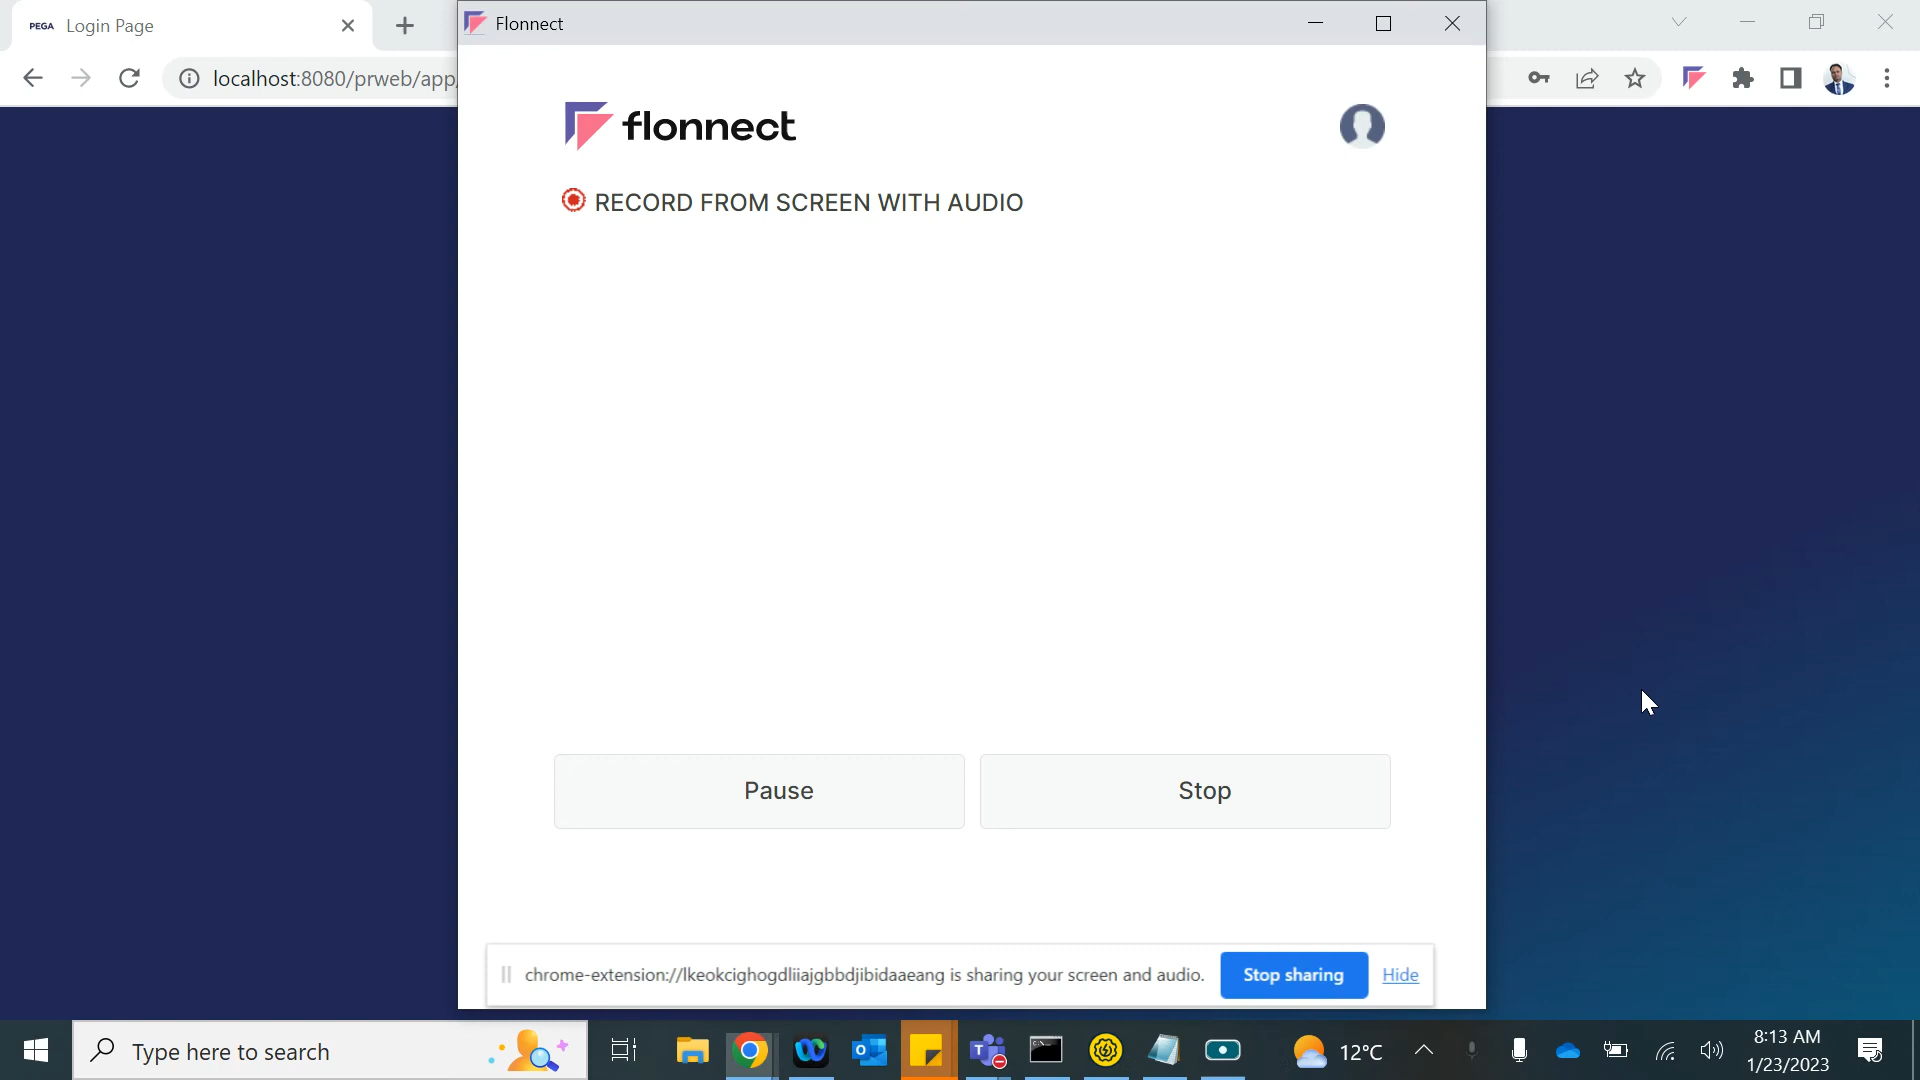 PEGA Login Page
Flonnect
localhost:8080/prweb/app/
flonnect
RECORD FROM SCREEN WITH AUDIO
Pause
Stop
chrome-extension://lkeokcighogdliiajgbbdjibidaaeang is sharing your screen and audio.
Stop sharing
Hide
Type here to search
12°C
8:13 AM
1/23/2023